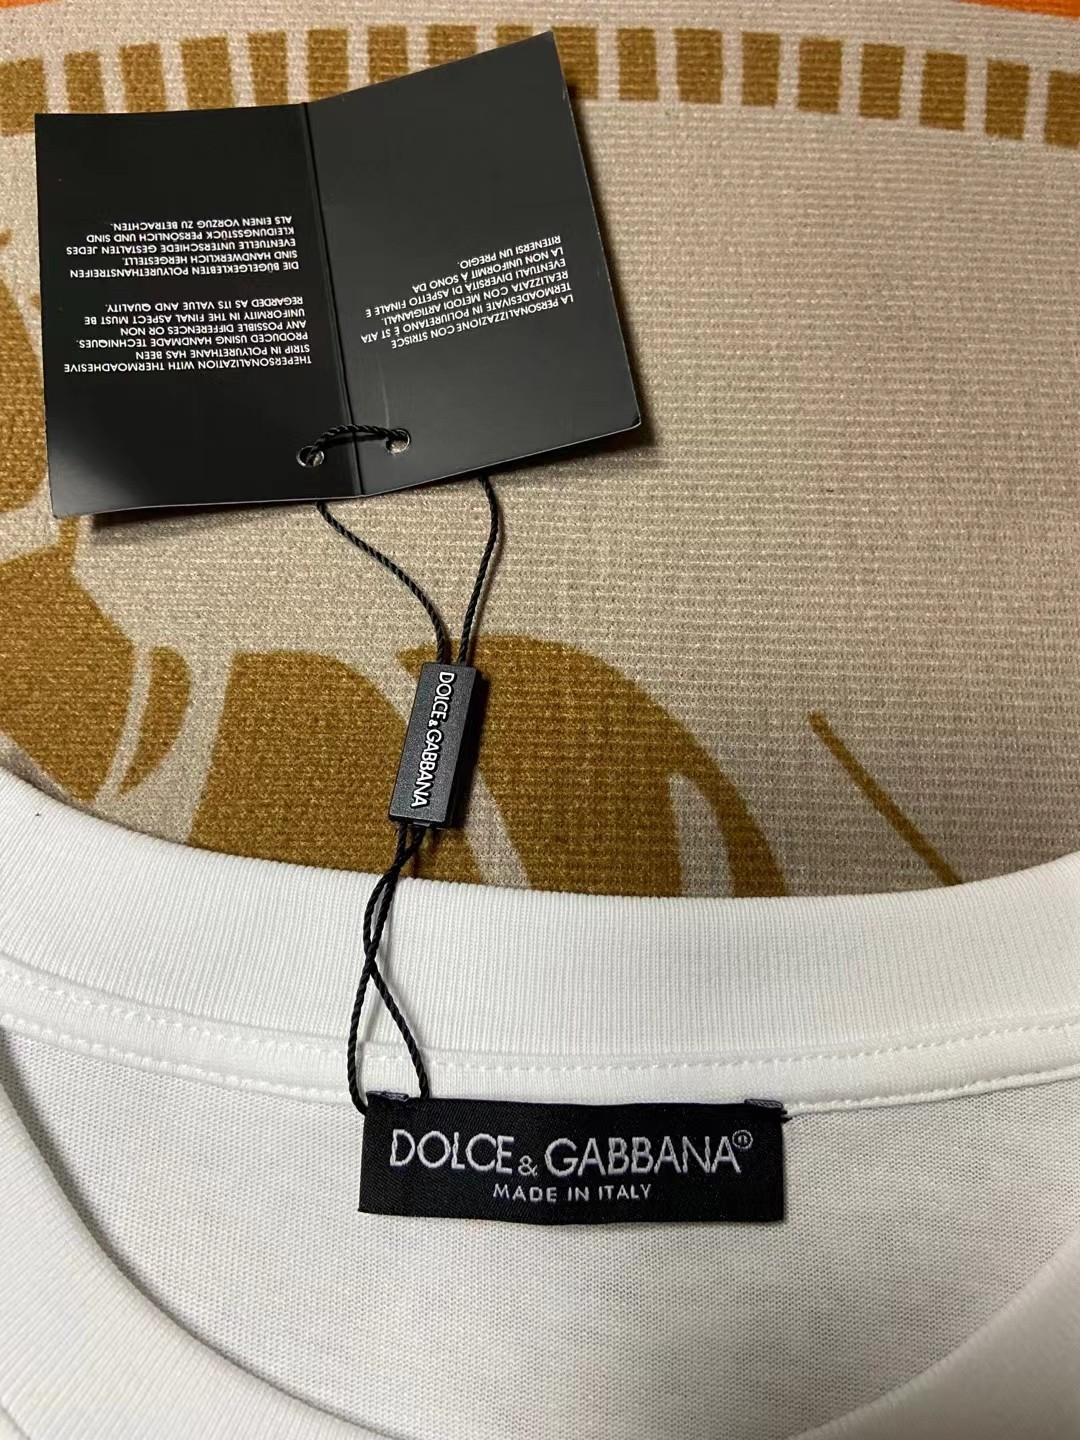 THEPERSONALIZATION WITH THERMOADHESIVE
STRIP IN POLYURETHANE HAS BEEN
PRODUCED USING HANDMADE TECHNIQUES.
ANY POSSIBLE DIFFERENCES OR NON
UNIFORMITY IN THE FINAL ASPECT MUST BE
REGARDED AS ITS VALUE AND QUALITY.
DIE BÜGELGEKLEBTEN POLYURETHANSTREIFEN
SIND HANDWERKLICH HERGESTELLT.
EVENTUELLE UNTERSCHIEDE GESTALTEN JEDES
KLEIDUNGSSTÜCK PERSÖNLICH UND SIND
ALS EINEN VORZUG ZU BETRACHTEN.
LA PERSONALIZZAZIONE CON STRISCE
TERMOADESIVATE IN POLIURETANO È ST ATA
REALIZZATA CON METODI ARTIGIANALI.
EVENTUALI DIVERSITÀ DI ASPETTO FINALE E
LA NON UNIFORMIT À SONO DA
RITENERSI UN PREGIO.
DOLCE&GABBANA
DOLCE & GABBANA®
MADE IN ITALY